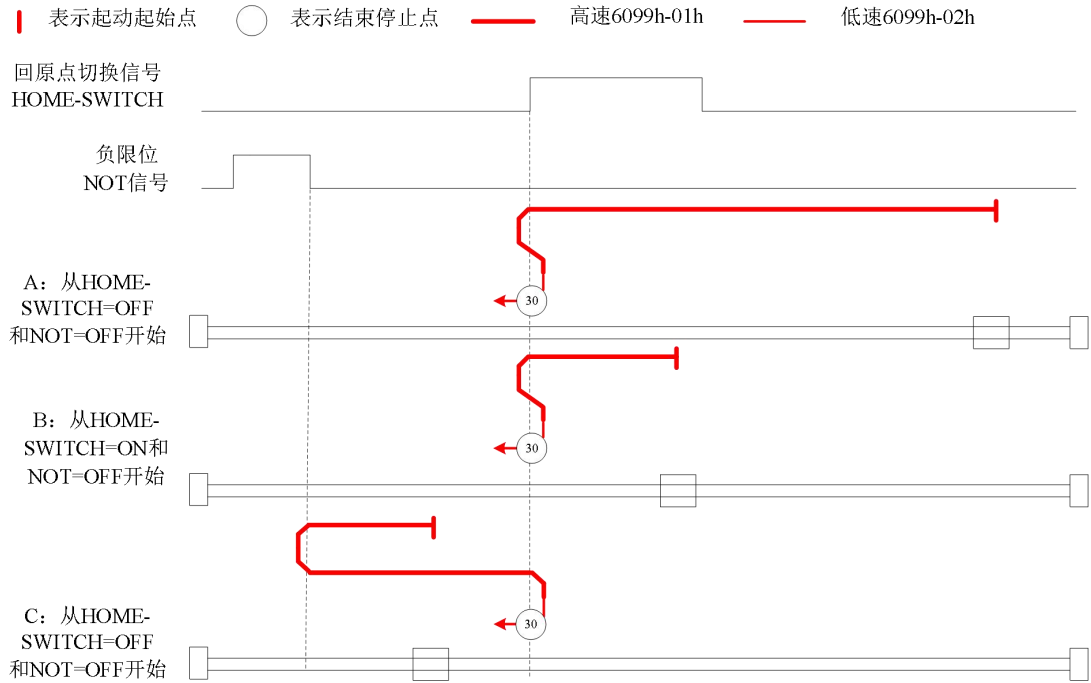 表示起动起始点
表示结束停止点
高速6099h-01h
低速6099h-02h
回原点切换信号
HOME-SWITCH
负限位
NOT信号
A：从HOME-
SWITCH=OFF
和NOT=OFF开始
30
B：从HOME-
SWITCH=ON和
NOT=OFF开始
30
C：从HOME-
SWITCH=OFF
和NOT=OFF开始
30